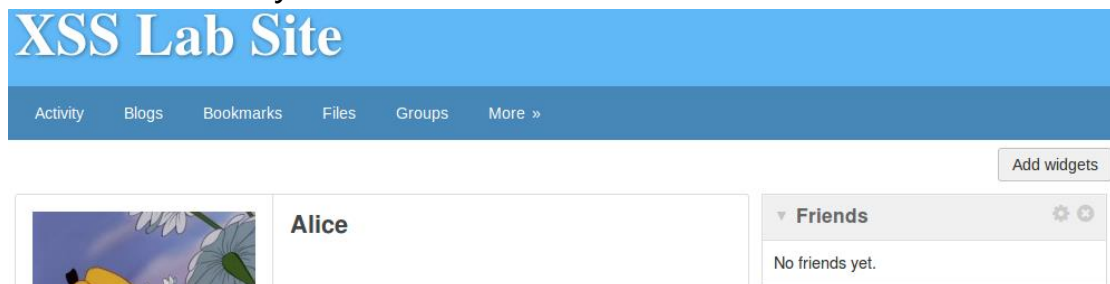 XSS Lab Site
Activity Blogs Bookmarks Files Groups More »
Add widgets
Alice
Friends
No friends yet.